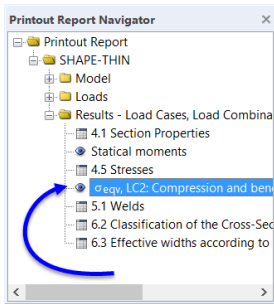 Printout Report Navigator
Printout Report
SHAPE-THIN
Model
Loads
Results - Load Cases, Load Combina
4.1 Section Properties
Statical moments
4.5 Stresses
σeqv, LC2: Compression and ben
5.1 Welds
6.2 Classification of the Cross-Sec
6.3 Effective widths according to